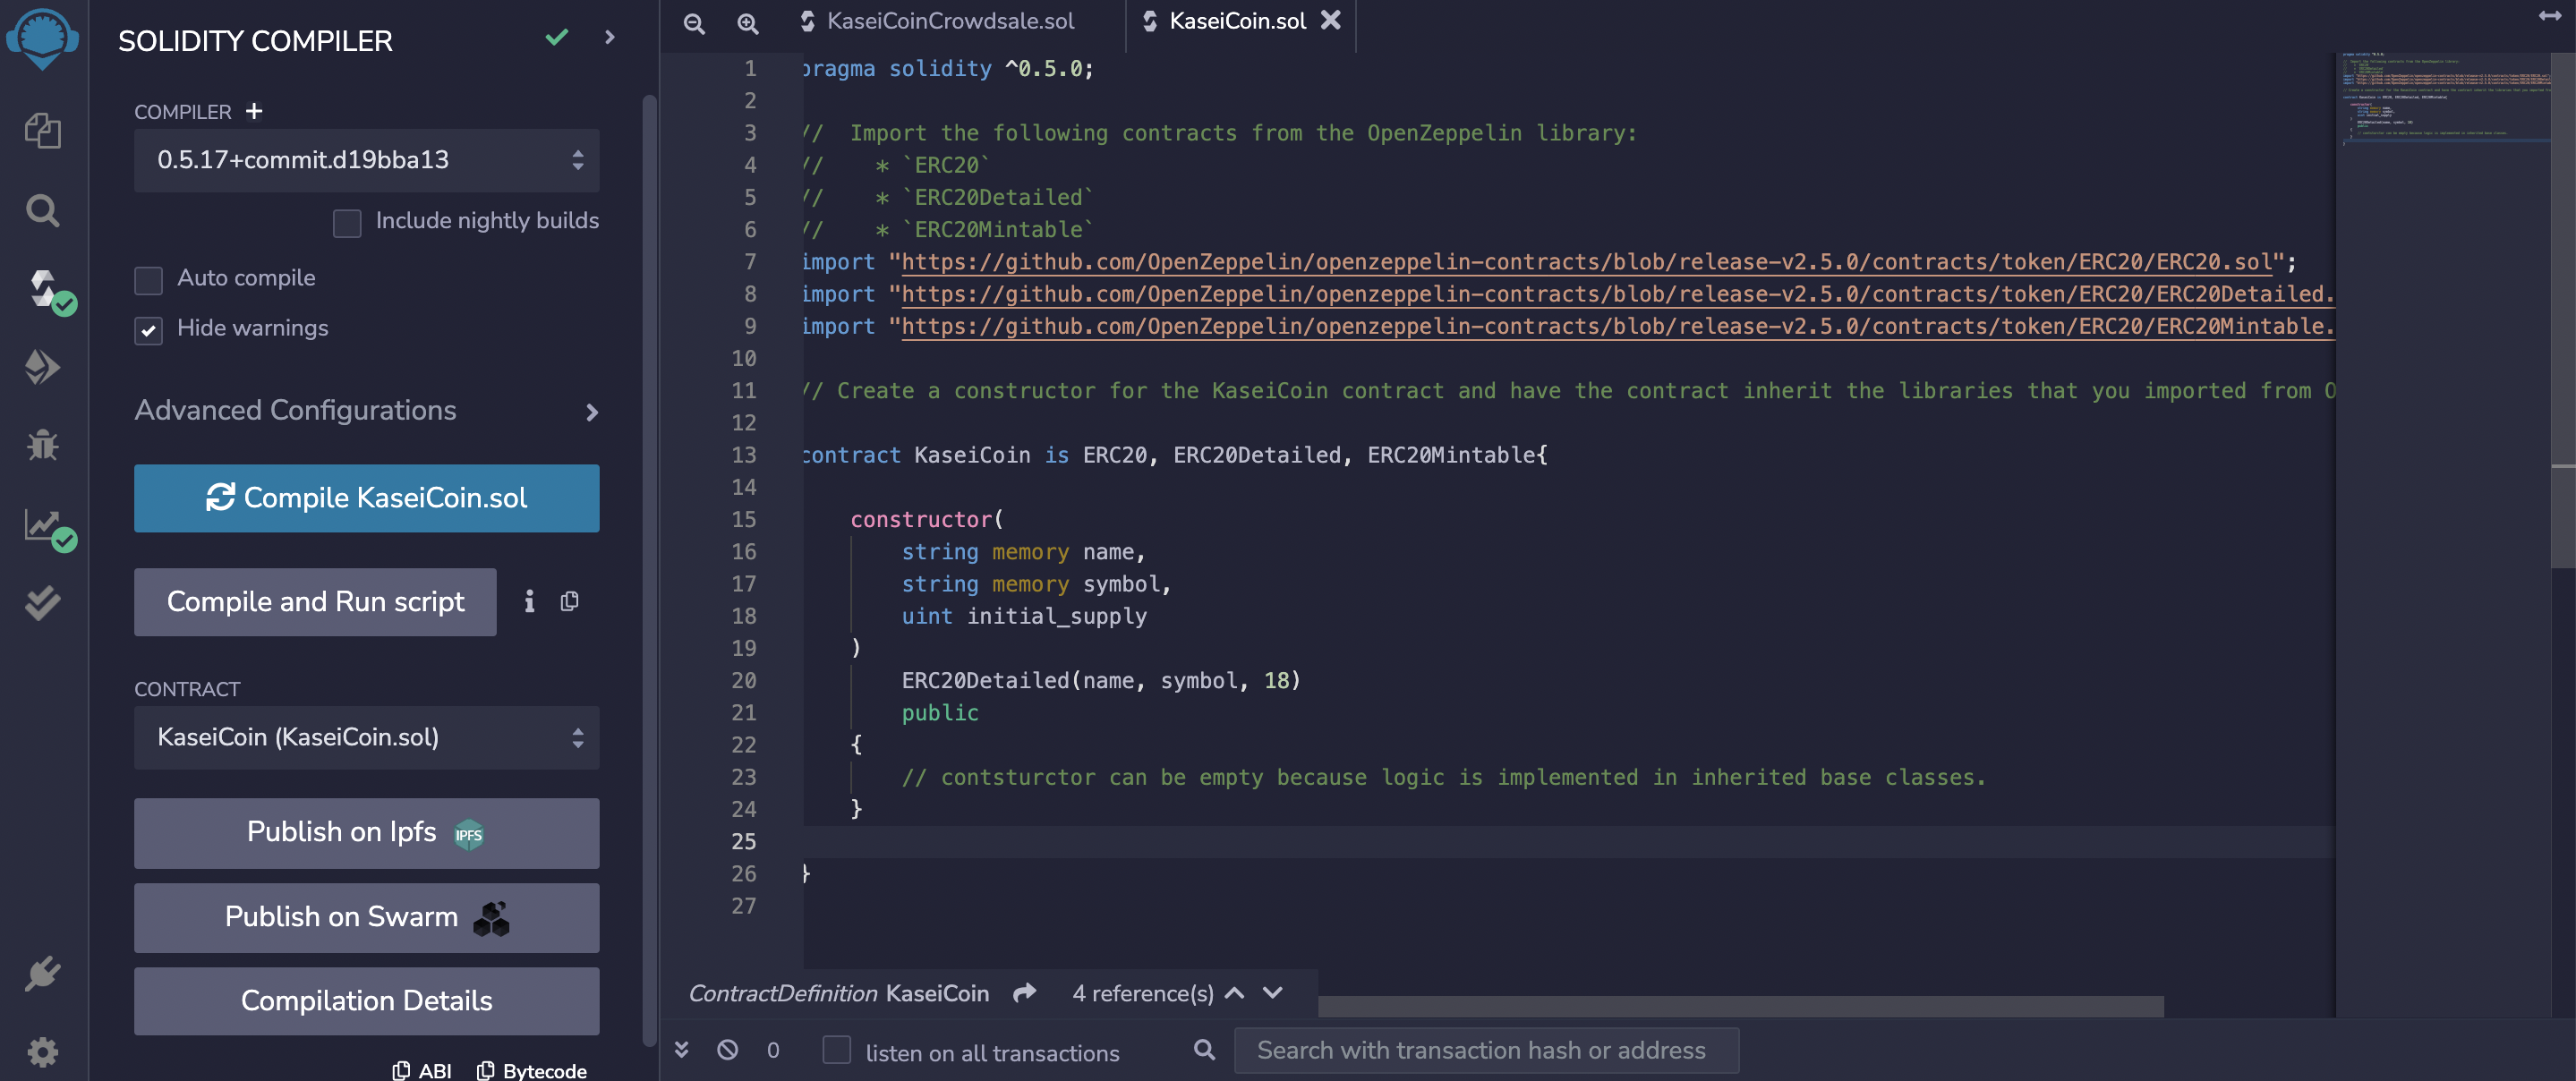 SOLIDITY COMPILER
COMPILER +
0.5.17+commit.d19bba13
Include nightly builds
Auto compile
Hide warnings
Advanced Configurations
Compile KaseiCoin.sol
Compile and Run script
CONTRACT
KaseiCoin (KaseiCoin.sol)
Publish on Ipfs IPFS
Publish on Swarm
Compilation Details
ABI Bytecode
KaseiCoinCrowdsale.sol KaseiCoin.sol
1 pragma solidity ^0.5.0;
2
3 //  Import the following contracts from the OpenZeppelin library:
4 //    * `ERC20`
5 //    * `ERC20Detailed`
6 //    * `ERC20Mintable`
7 import "https://github.com/OpenZeppelin/openzeppelin-contracts/blob/release-v2.5.0/contracts/token/ERC20/ERC20.sol";
8 import "https://github.com/OpenZeppelin/openzeppelin-contracts/blob/release-v2.5.0/contracts/token/ERC20/ERC20Detailed.
9 import "https://github.com/OpenZeppelin/openzeppelin-contracts/blob/release-v2.5.0/contracts/token/ERC20/ERC20Mintable.
10
11 // Create a constructor for the KaseiCoin contract and have the contract inherit the libraries that you imported from O
12
13 contract KaseiCoin is ERC20, ERC20Detailed, ERC20Mintable{
14
15 constructor(
16 string memory name,
17 string memory symbol,
18 uint initial_supply
19 )
20 ERC20Detailed(name, symbol, 18)
21 public
22 {
23 // contsturctor can be empty because logic is implemented in inherited base classes.
24 }
25
26 }
27
ContractDefinition KaseiCoin 4 reference(s)
0 listen on all transactions Search with transaction hash or address